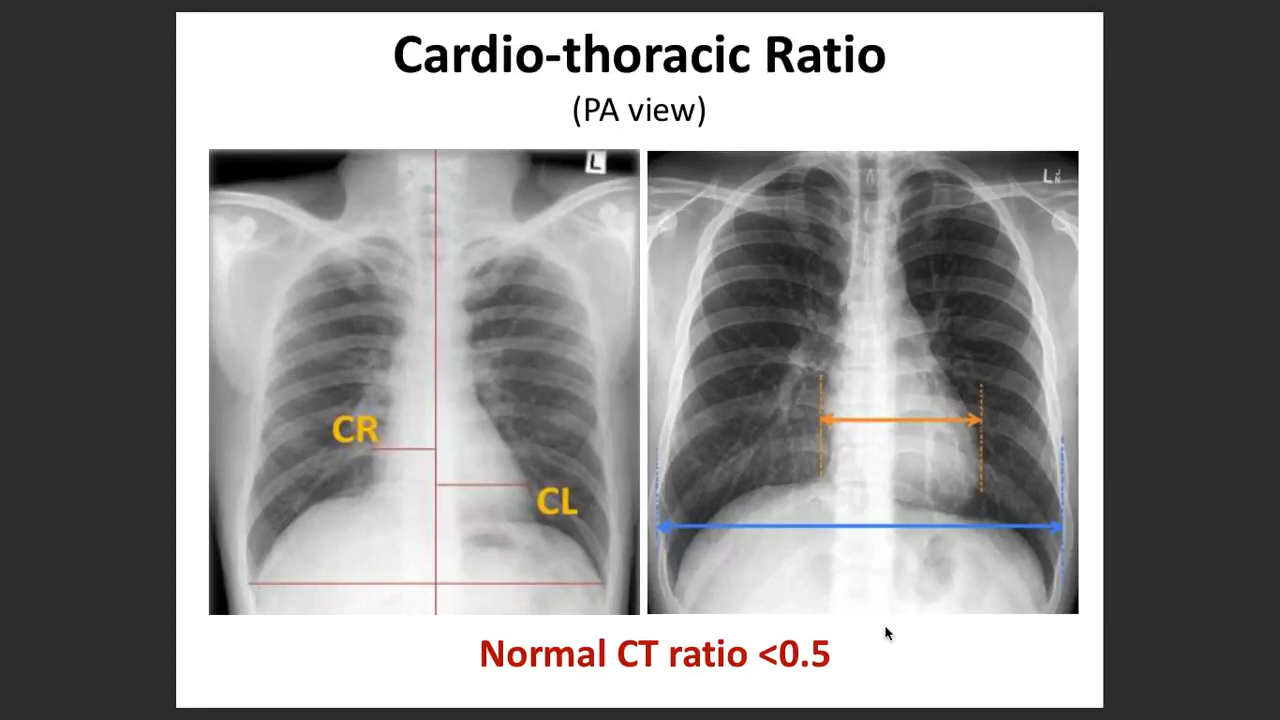 Cardio-thoracic Ratio
(PA view)
L
L
CR
CL
Normal CT ratio <0.5